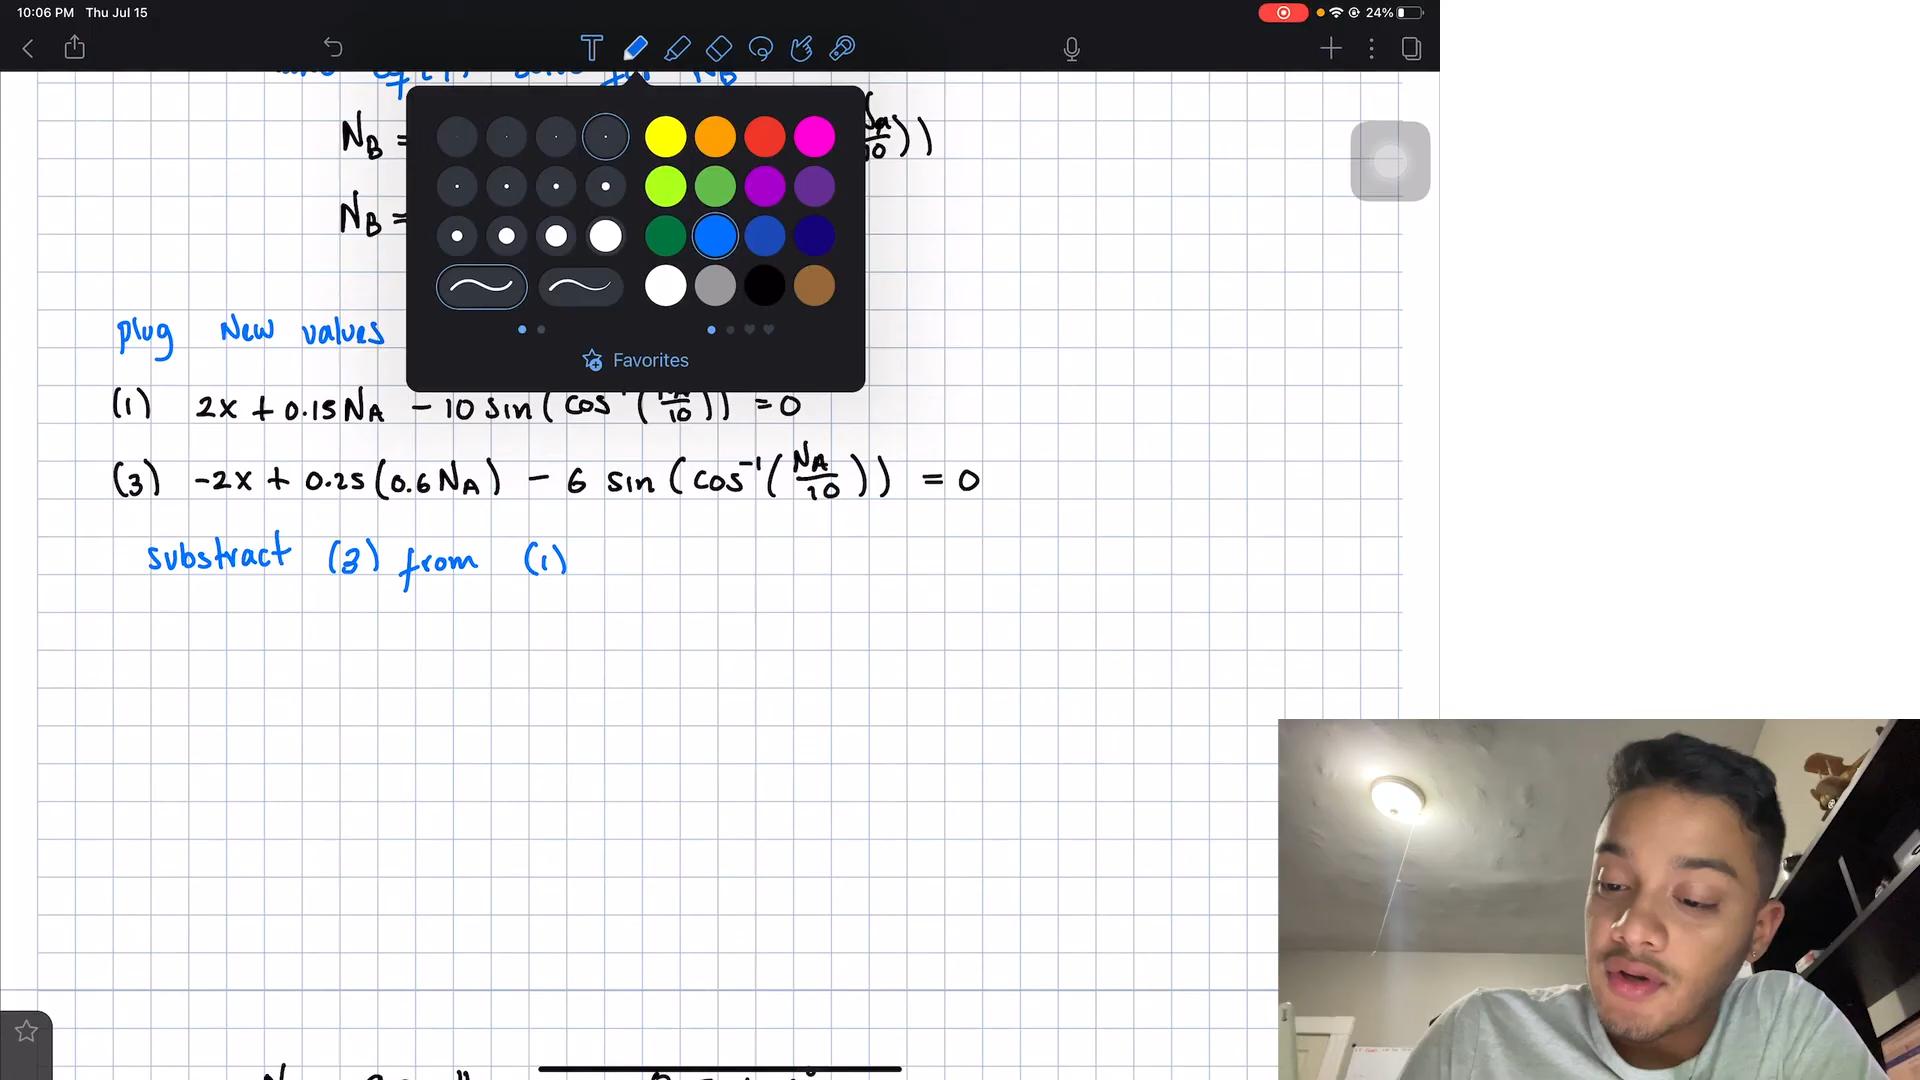 10:06 PM Thu Jul 15
24%
N_B =
N_B =
plug New values
Favorites
(1) 2x + 0.15 N_A - 10 sin( cos ( 10 )) = 0
(3) -2x + 0.25 (0.6 N_A) - 6 sin ( cos^-1 ( N_A/10 )) = 0
substract (3) from (1)